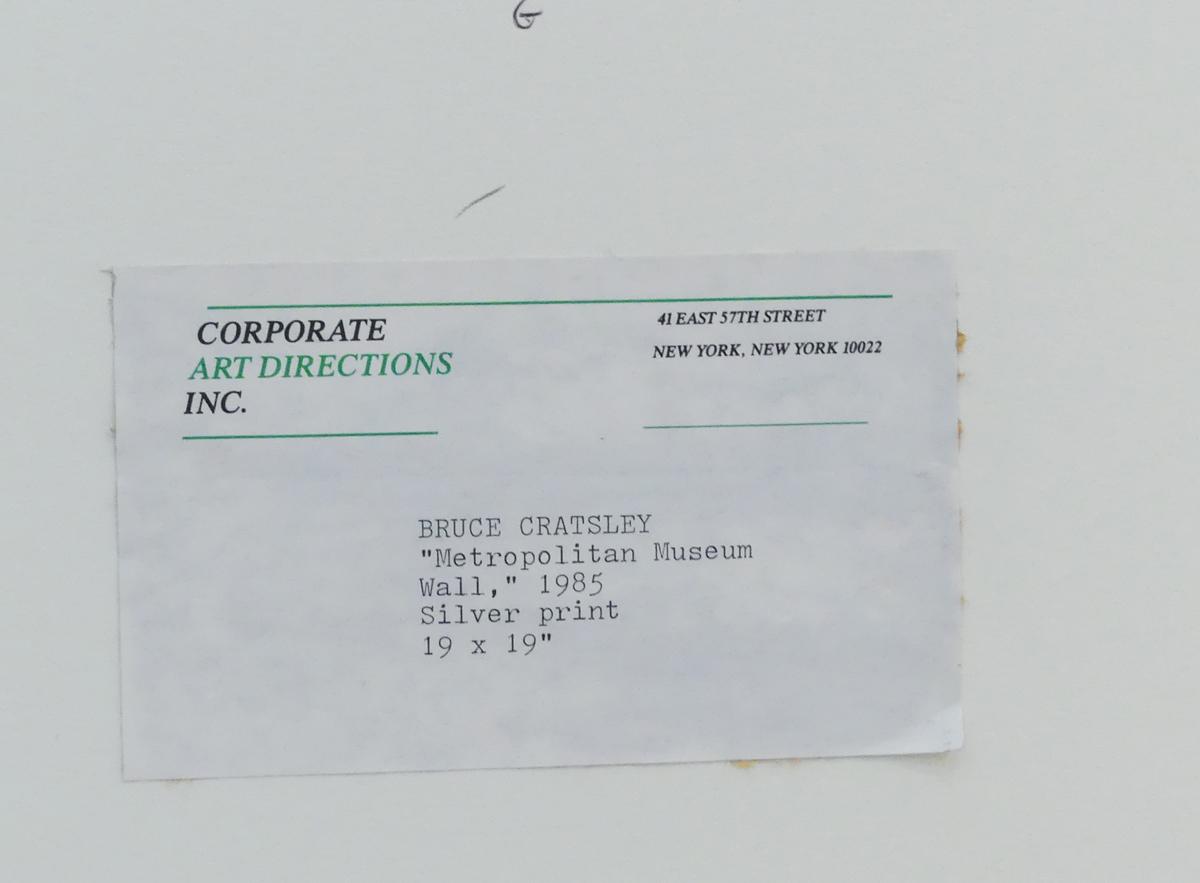 G
CORPORATE
ART DIRECTIONS
INC.
41 EAST 57TH STREET
NEW YORK, NEW YORK 10022
BRUCE CRATSLEY
"Metropolitan Museum
Wall," 1985
Silver print
19 x 19"